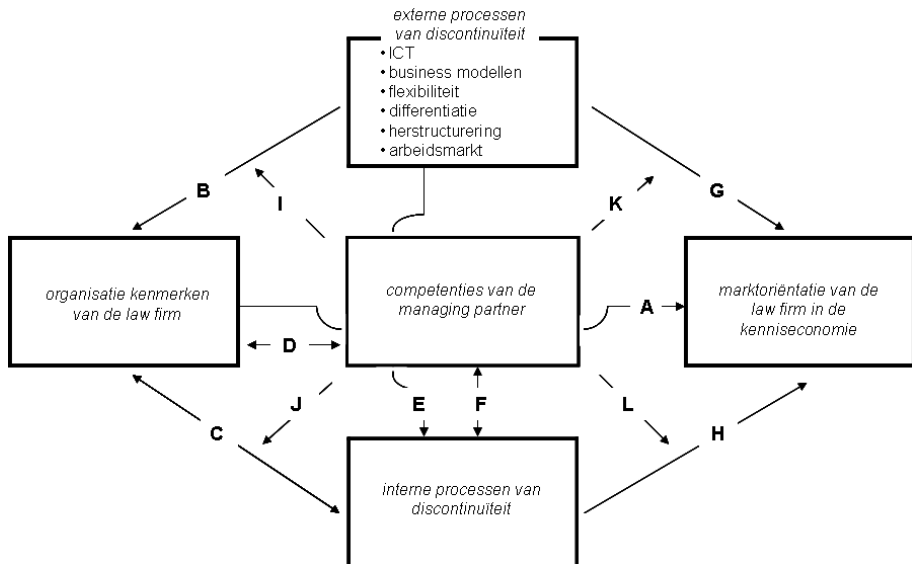 externe processen
van discontinuïteit
• ICT
• business modellen
• flexibiliteit
• differentiatie
• herstructurering
• arbeidsmarkt
B
I
K
G
organisatie kenmerken
van de law firm
competenties van de
managing partner
A
marktoriëntatie van de
law firm in de
kenniseconomie
D
C
J
E
F
L
H
interne processen van
discontinuïteit